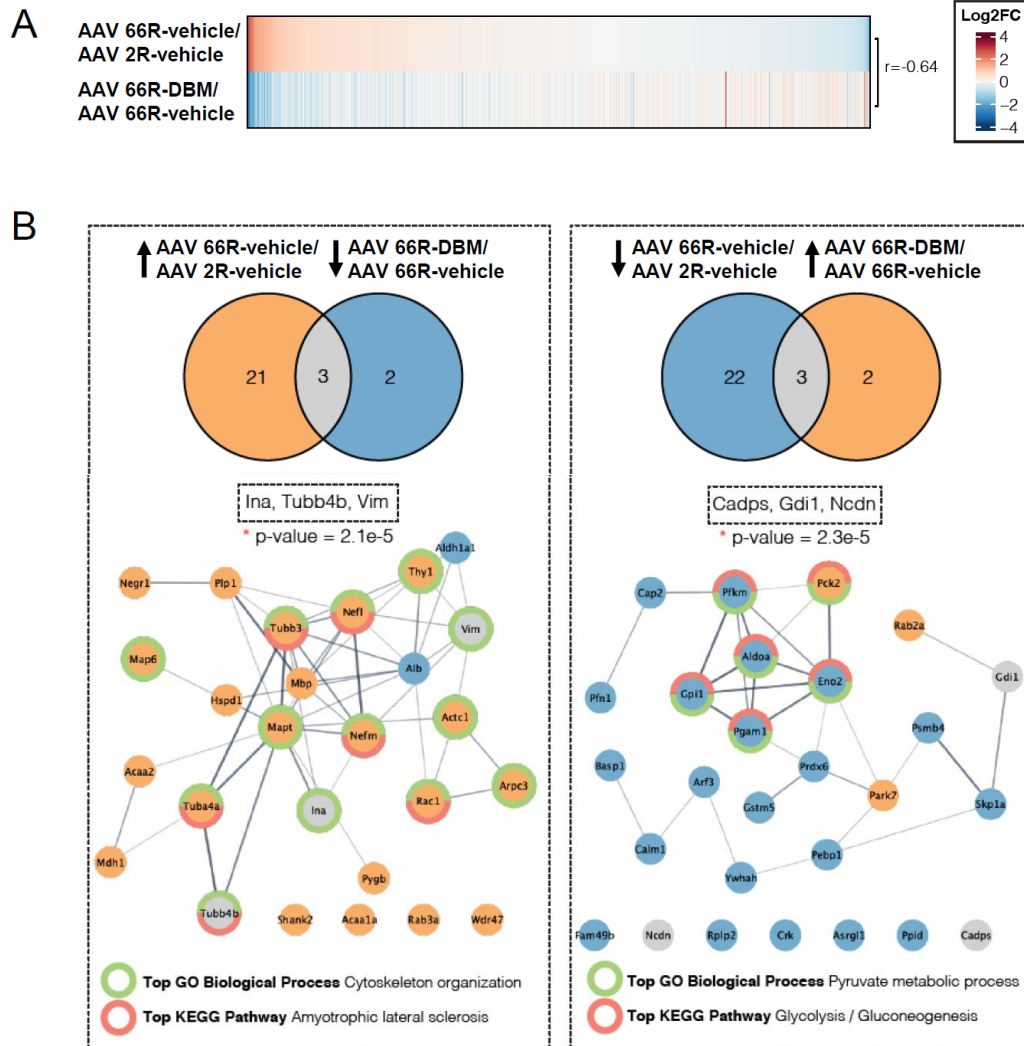 A
AAV 66R-vehicle/
AAV 2R-vehicle
AAV 66R-DBM/
AAV 66R-vehicle
r=-0.64
Log2FC
4
2
0
−2
−4
B
AAV 66R-vehicle/
AAV 2R-vehicle
AAV 66R-DBM/
AAV 66R-vehicle
21
3
2
Ina, Tubb4b, Vim
* p-value = 2.1e-5
Aldh1a1
Negr1
Plp1
Thy1
Nefl
Tubb3
Vim
Map6
Mbp
Alb
Hspd1
Mapt
Actc1
Nefm
Acaa2
Arpc3
Tuba4a
Ina
Rac1
Mdh1
Pygb
Tubb4b
Shank2
Acaa1a
Rab3a
Wdr47
Top GO Biological Process Cytoskeleton organization
Top KEGG Pathway Amyotrophic lateral sclerosis
AAV 66R-vehicle/
AAV 2R-vehicle
AAV 66R-DBM/
AAV 66R-vehicle
22
3
2
Cadps, Gdi1, Ncdn
* p-value = 2.3e-5
Cap2
Pfkm
Pck2
Rab2a
Aldoa
Gdi1
Eno2
Gpi1
Pfn1
Pgam1
Psmb4
Basp1
Prdx6
Arf3
Park7
Gstm5
Skp1a
Calm1
Pebp1
Ywhah
Fam49b
Ncdn
Rplp2
Crk
Asrgl1
Ppid
Cadps
Top GO Biological Process Pyruvate metabolic process
Top KEGG Pathway Glycolysis / Gluconeogenesis